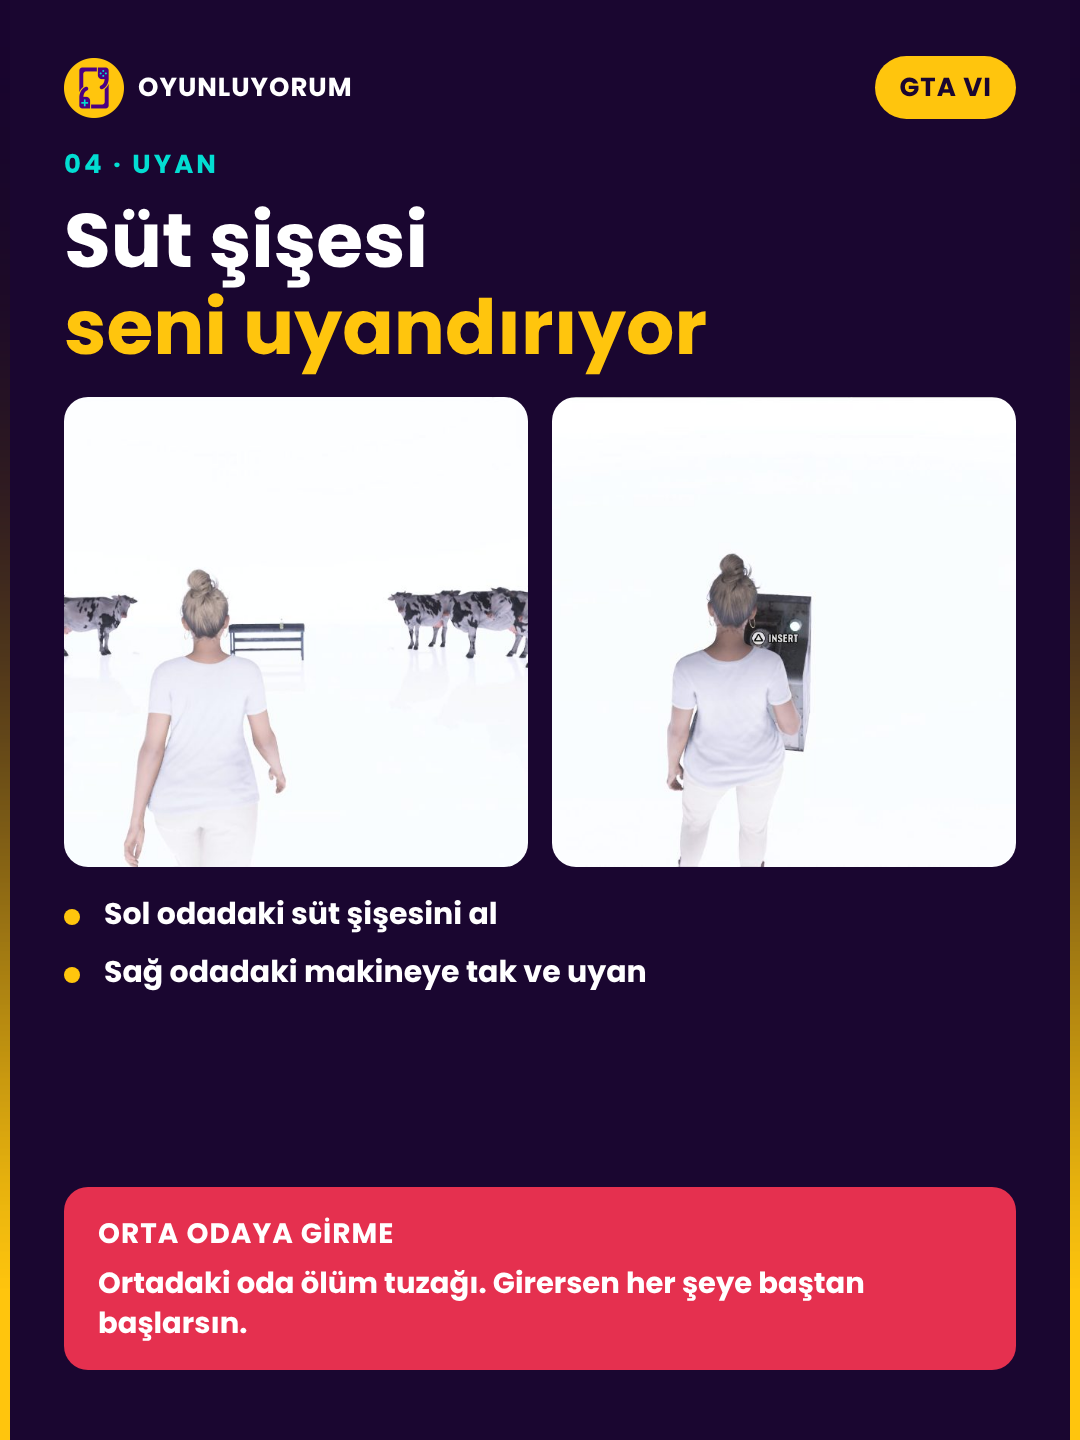 OYUNLUYORUM
GTA VI
04 · UYAN
Süt şişesi
seni uyandırıyor
INSERT
Sol odadaki süt şişesini al
Sağ odadaki makineye tak ve uyan
ORTA ODAYA GİRME
Ortadaki oda ölüm tuzağı. Girersen her şeye baştan
başlarsın.